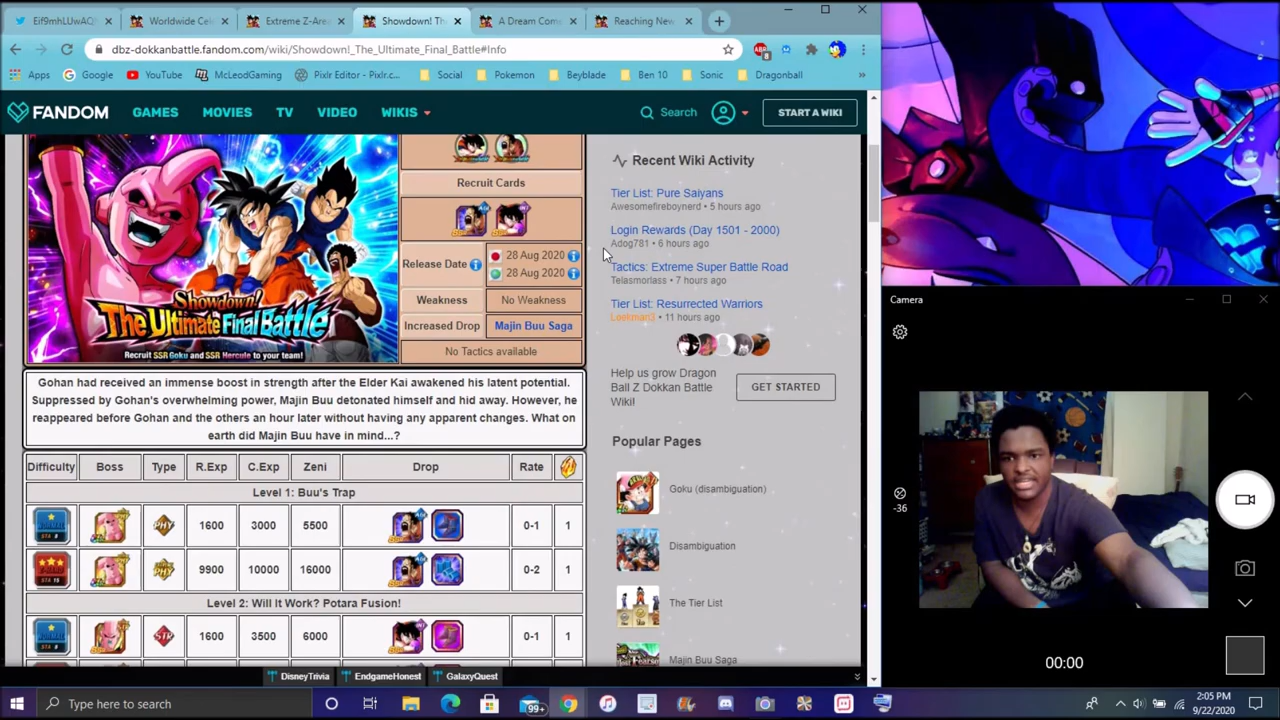 Eif9mhLUwAQ
Worldwide Cel
Extreme Z-Area
Showdown! The
A Dream Com
Reaching New
dbz-dokkanbattle.fandom.com/wiki/Showdown!_The_Ultimate_Final_Battle#Info
Apps Google YouTube McLeodGaming Pixlr Editor - Pixlr.c... Social Pokemon Beyblade Ben 10 Sonic Dragonball
FANDOM GAMES MOVIES TV VIDEO WIKIS Search START A WIKI
Showdown!
The Ultimate Final Battle
Recruit SSR Goku and SSR Hercule to your team!
Recruit Cards
Release Date 28 Aug 2020
28 Aug 2020
Weakness No Weakness
Increased Drop Majin Buu Saga
No Tactics available
Gohan had received an immense boost in strength after the Elder Kai awakened his latent potential.
Suppressed by Gohan's overwhelming power, Majin Buu detonated himself and hid away. However, he
reappeared before Gohan and the others an hour later without having any apparent changes. What on
earth did Majin Buu have in mind...?
Difficulty Boss Type R.Exp C.Exp Zeni Drop Rate
Level 1: Buu's Trap
PHY 1600 3000 5500 0-1 1
PHY 9900 10000 16000 0-2 1
Level 2: Will It Work? Potara Fusion!
STR 1600 3500 6000 0-1 1
Recent Wiki Activity
Tier List: Pure Saiyans
Awesomefireboynerd • 5 hours ago
Login Rewards (Day 1501 - 2000)
Adog781 • 6 hours ago
Tactics: Extreme Super Battle Road
Telasmorlass • 7 hours ago
Tier List: Resurrected Warriors
Leekman3 • 11 hours ago
Help us grow Dragon
Ball Z Dokkan Battle
Wiki!
GET STARTED
Popular Pages
Goku (disambiguation)
Disambiguation
The Tier List
Majin Buu Saga
DisneyTrivia EndgameHonest GalaxyQuest
Camera
-36
00:00
Type here to search
99+
2:05 PM
9/22/2020